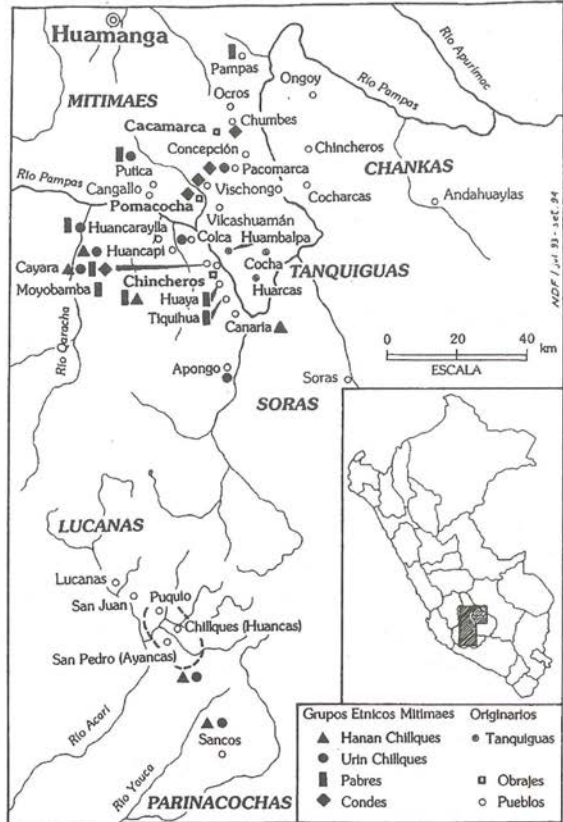 Huamanga
Pampas
Ongoy
Río Apurímac
Río Pampas
MITIMAES
Ocros
Chumbes
Cacamarca
Concepción
Chincheros
CHANKAS
Putica
Pacomarca
Río Pampas
Cangallo
Vischongo
Cocharcas
Andahuaylas
Pomacocha
Vilcashuamán
Huancaraylla
Colca
Huambalpa
Huancapi
Cocha
TANQUIGUAS
Cayara
Chincheros
Huarcas
Moyobamba
Huaya
Tiquihua
Canaria
NDF / jul 93 - set. 94
0 20 40
km
ESCALA
Río Qaracha
Apongo
Soras
SORAS
LUCANAS
Lucanas
San Juan
Puquio
Chillques (Huancas)
San Pedro (Ayancas)
Río Acarí
Sancos
Río Yauca
PARINACOCHAS
Grupos Etnicos Mitimaes
Originarios
Hanan Chillques
Tanquiguas
Urin Chillques
Pabres
Obrajes
Condes
Pueblos